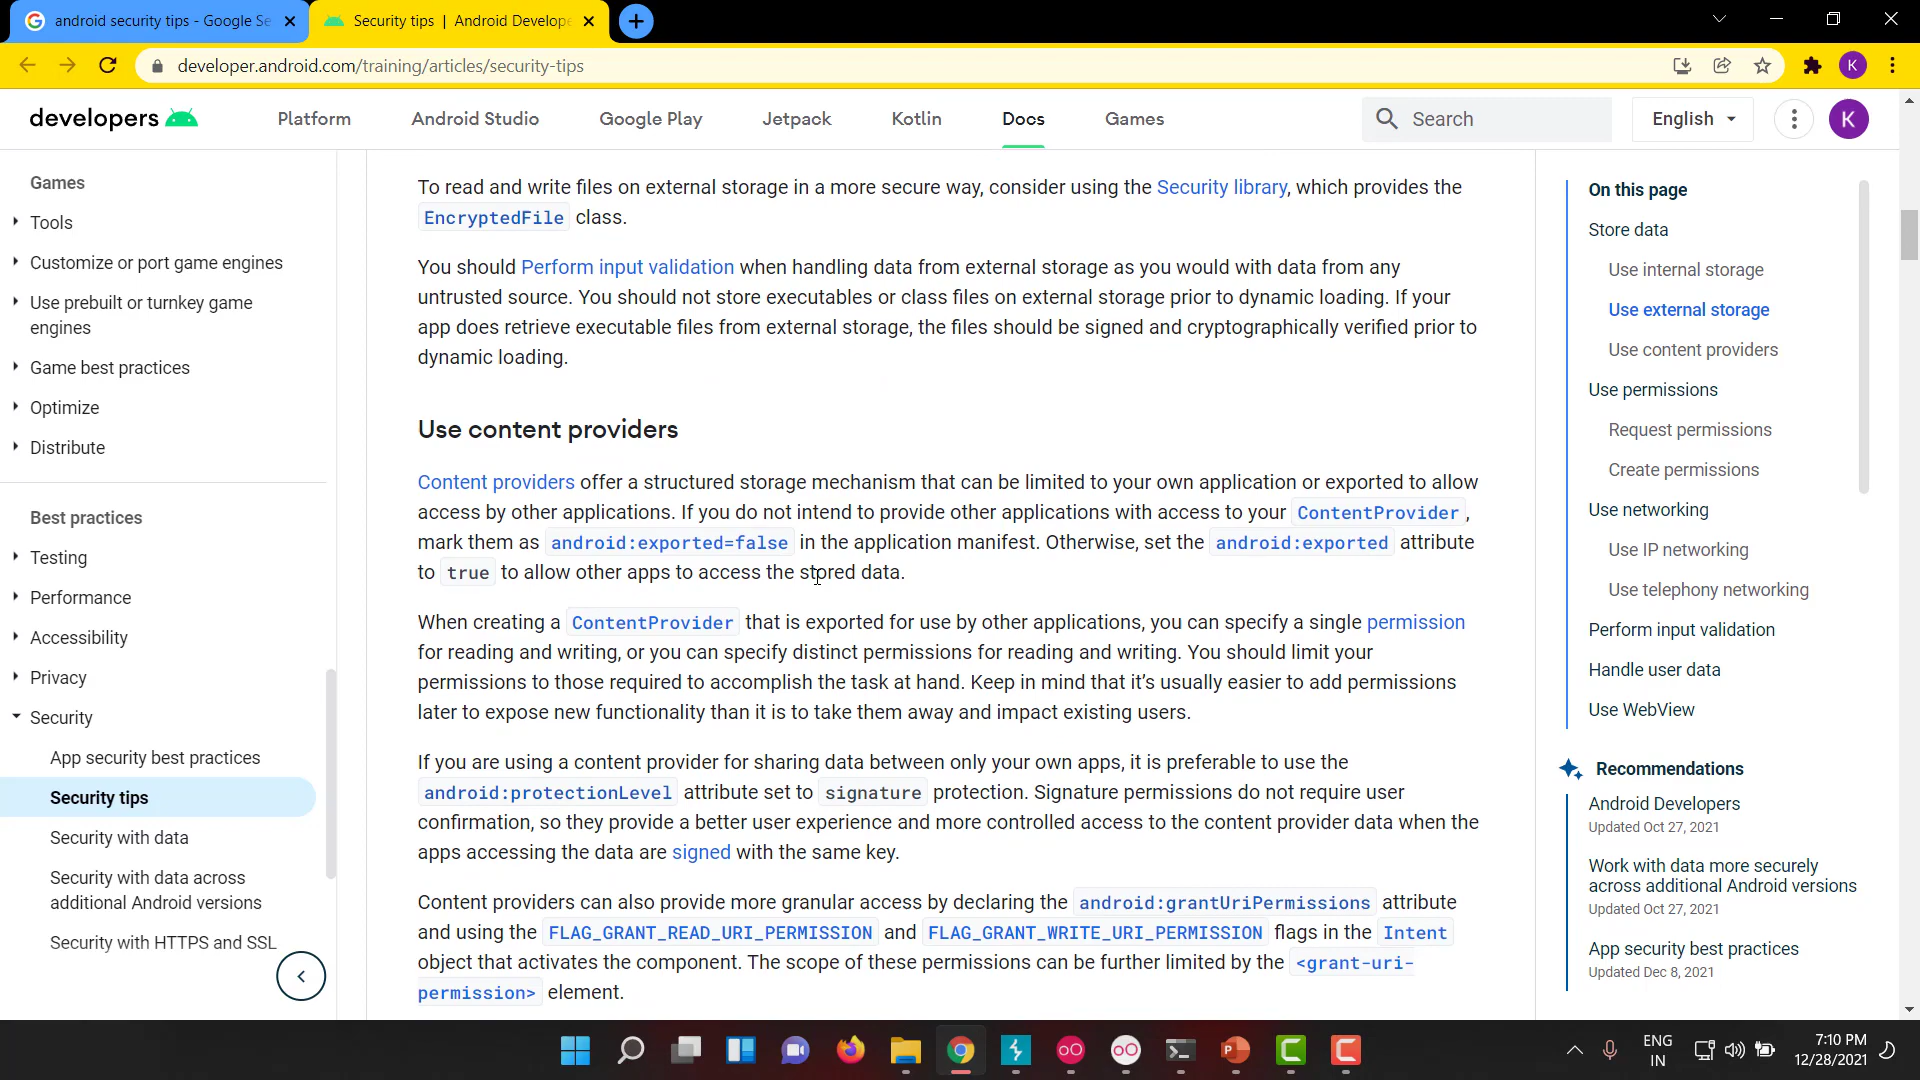 android security tips - Google Se
Security tips | Android Develope
developer.android.com/training/articles/security-tips
K
developers
Platform
Android Studio
Google Play
Jetpack
Kotlin
Docs
Games
Search
English
K
Games
Tools
Customize or port game engines
Use prebuilt or turnkey game
engines
Game best practices
Optimize
Distribute
Best practices
Testing
Performance
Accessibility
Privacy
Security
App security best practices
Security tips
Security with data
Security with data across
additional Android versions
Security with HTTPS and SSL
To read and write files on external storage in a more secure way, consider using the Security library, which provides the
EncryptedFile class.
You should Perform input validation when handling data from external storage as you would with data from any
untrusted source. You should not store executables or class files on external storage prior to dynamic loading. If your
app does retrieve executable files from external storage, the files should be signed and cryptographically verified prior to
dynamic loading.
Use content providers
Content providers offer a structured storage mechanism that can be limited to your own application or exported to allow
access by other applications. If you do not intend to provide other applications with access to your ContentProvider,
mark them as android:exported=false in the application manifest. Otherwise, set the android:exported attribute
to true to allow other apps to access the stored data.
When creating a ContentProvider that is exported for use by other applications, you can specify a single permission
for reading and writing, or you can specify distinct permissions for reading and writing. You should limit your
permissions to those required to accomplish the task at hand. Keep in mind that it’s usually easier to add permissions
later to expose new functionality than it is to take them away and impact existing users.
If you are using a content provider for sharing data between only your own apps, it is preferable to use the
android:protectionLevel attribute set to signature protection. Signature permissions do not require user
confirmation, so they provide a better user experience and more controlled access to the content provider data when the
apps accessing the data are signed with the same key.
Content providers can also provide more granular access by declaring the android:grantUriPermissions attribute
and using the FLAG_GRANT_READ_URI_PERMISSION and FLAG_GRANT_WRITE_URI_PERMISSION flags in the Intent
object that activates the component. The scope of these permissions can be further limited by the <grant-uri-
permission> element.
On this page
Store data
Use internal storage
Use external storage
Use content providers
Use permissions
Request permissions
Create permissions
Use networking
Use IP networking
Use telephony networking
Perform input validation
Handle user data
Use WebView
Recommendations
Android Developers
Updated Oct 27, 2021
Work with data more securely
across additional Android versions
Updated Oct 27, 2021
App security best practices
Updated Dec 8, 2021
ENG
IN
7:10 PM
12/28/2021